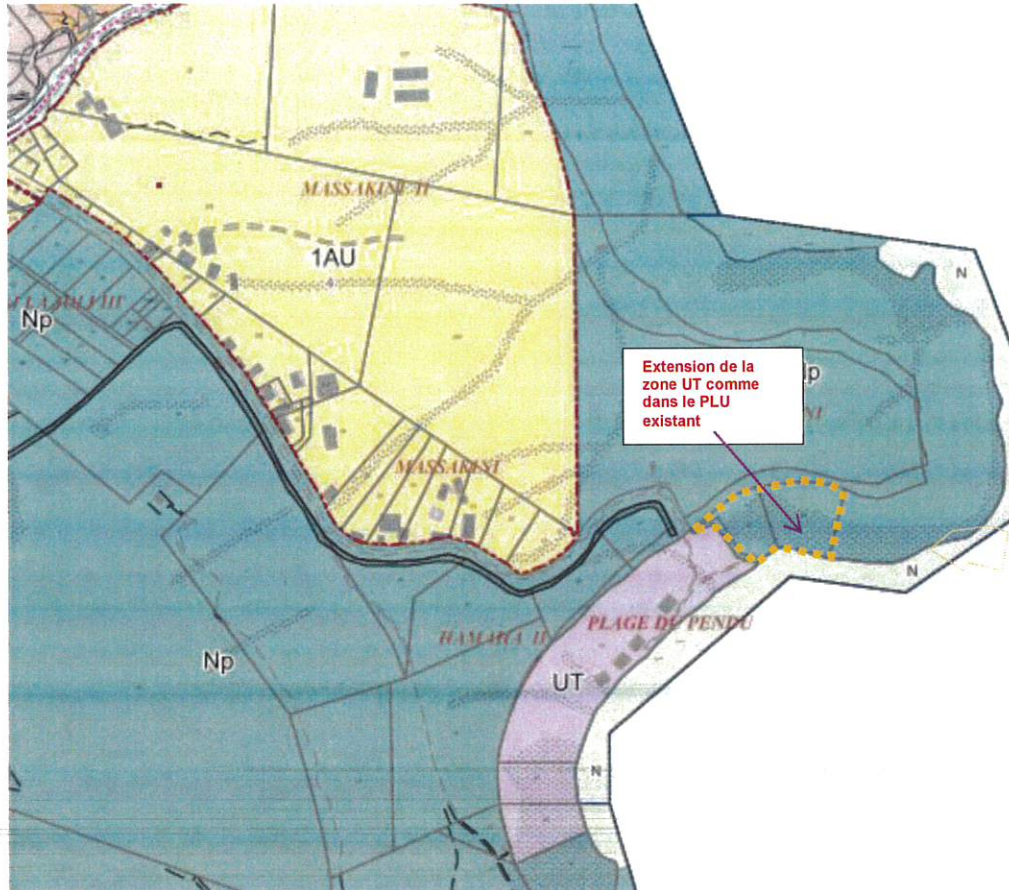 MASSAKINI II
1AU
Np
N
Extension de la
zone UT comme
dans le PLU
existant
MASSAKINI
N
PLAGE DU PENDU
HAMAHA II
Np
UT
N